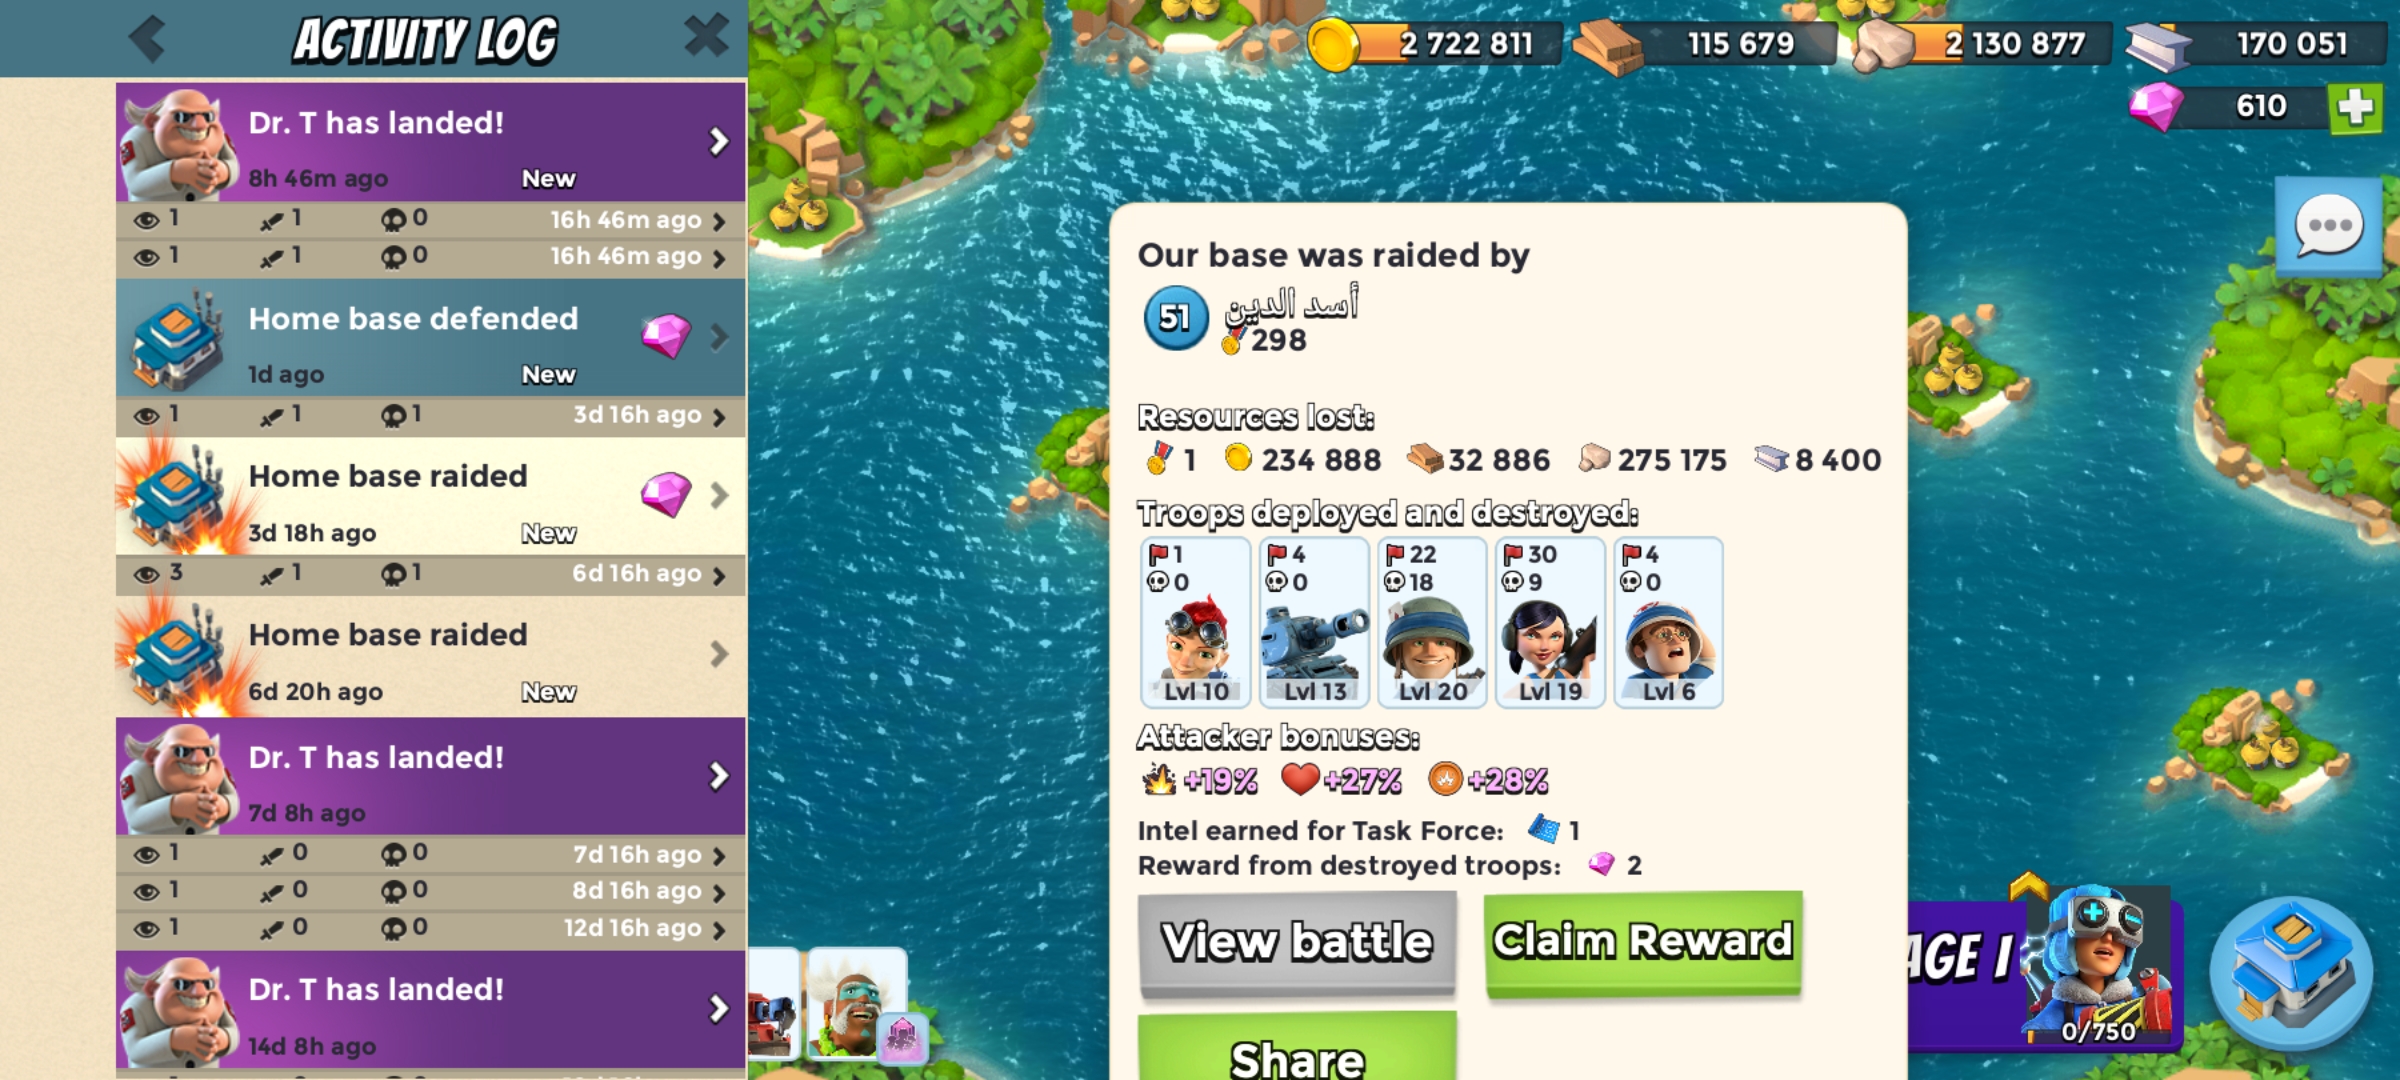 ACTIVITY LOG
Dr. T has landed!
8h 46m ago New
1 1 0 16h 46m ago
1 1 0 16h 46m ago
Home base defended
1d ago New
1 1 1 3d 16h ago
Home base raided
3d 18h ago New
3 1 1 6d 16h ago
Home base raided
6d 20h ago New
Dr. T has landed!
7d 8h ago
1 0 0 7d 16h ago
1 0 0 8d 16h ago
1 0 0 12d 16h ago
Dr. T has landed!
14d 8h ago
2 722 811 115 679 2 130 877 170 051
610
Our base was raided by
51 أسد الدين
298
Resources lost:
1 234 888 32 886 275 175 8 400
Troops deployed and destroyed:
1 4 22 30 4
0 0 18 9 0
Lvl 10 Lvl 13 Lvl 20 Lvl 19 Lvl 6
Attacker bonuses:
+19% +27% +28%
Intel earned for Task Force: 1
Reward from destroyed troops: 2
View battle Claim Reward
Share
AGE I
0/750